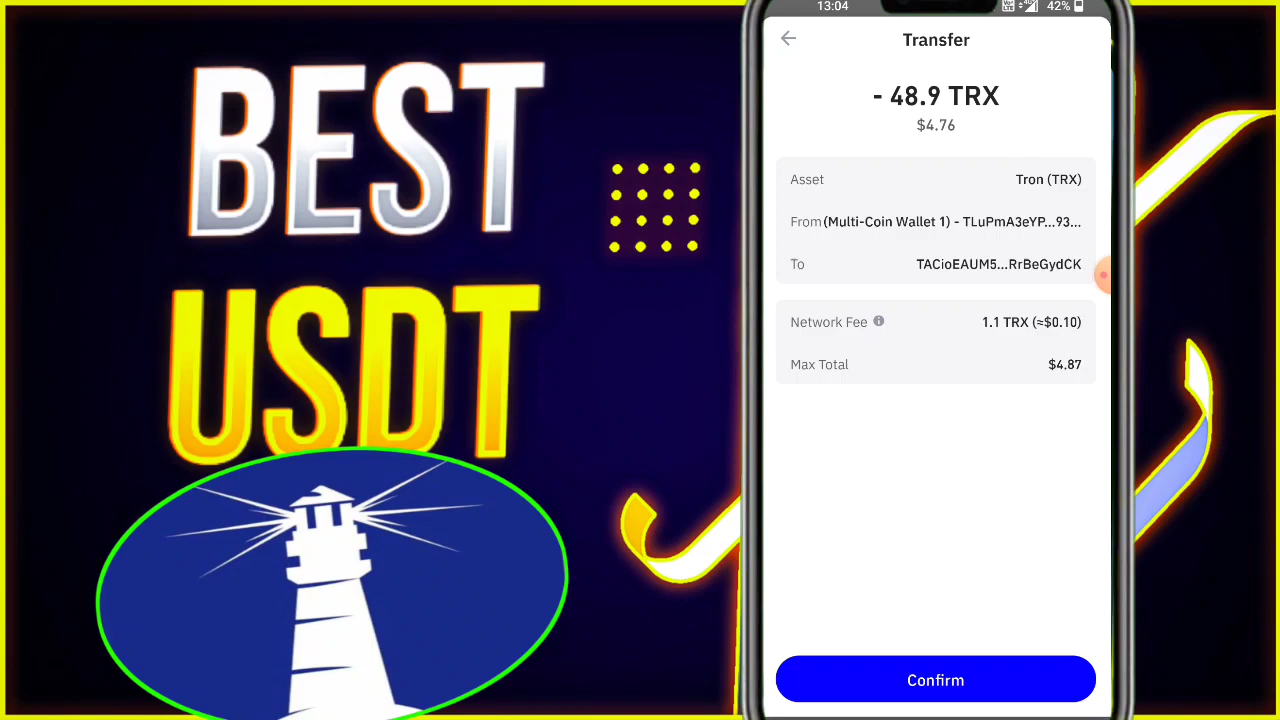 BEST
USDT
13:04
42%
Transfer
- 48.9 TRX
$4.76
Asset Tron (TRX)
From (Multi-Coin Wallet 1) - TLuPmA3eYP...93...
To TACioEAUM5...RrBeGydCK
Network Fee 1.1 TRX (≈$0.10)
Max Total $4.87
Confirm